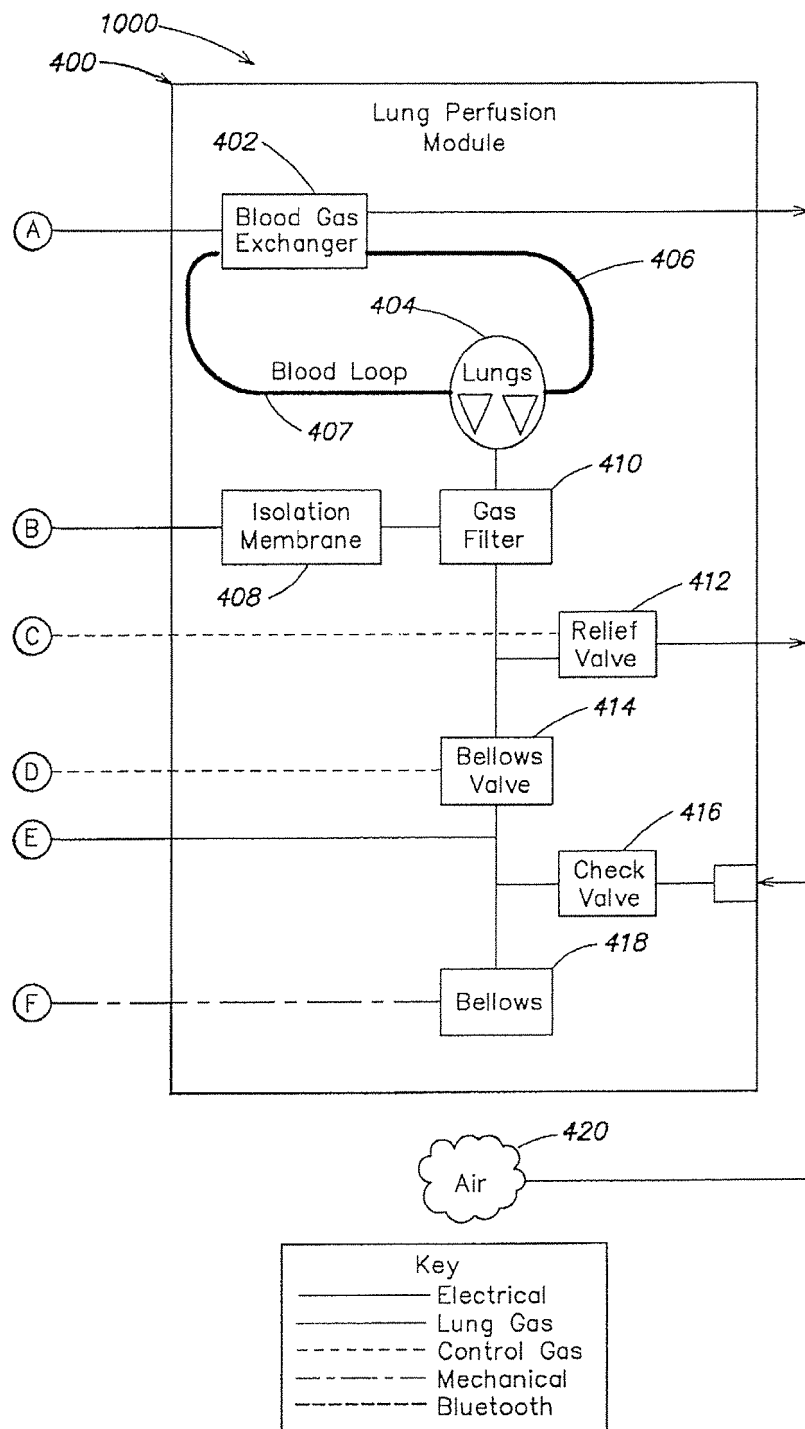 1000
400
Lung Perfusion
Module
402
A
Blood Gas
Exchanger
406
404
Blood Loop
Lungs
407
410
B
Isolation
Membrane
Gas
Filter
408
412
C
Relief
Valve
414
D
Bellows
Valve
E
416
Check
Valve
418
F
Bellows
420
Air
Key
Electrical
Lung Gas
Control Gas
Mechanical
Bluetooth